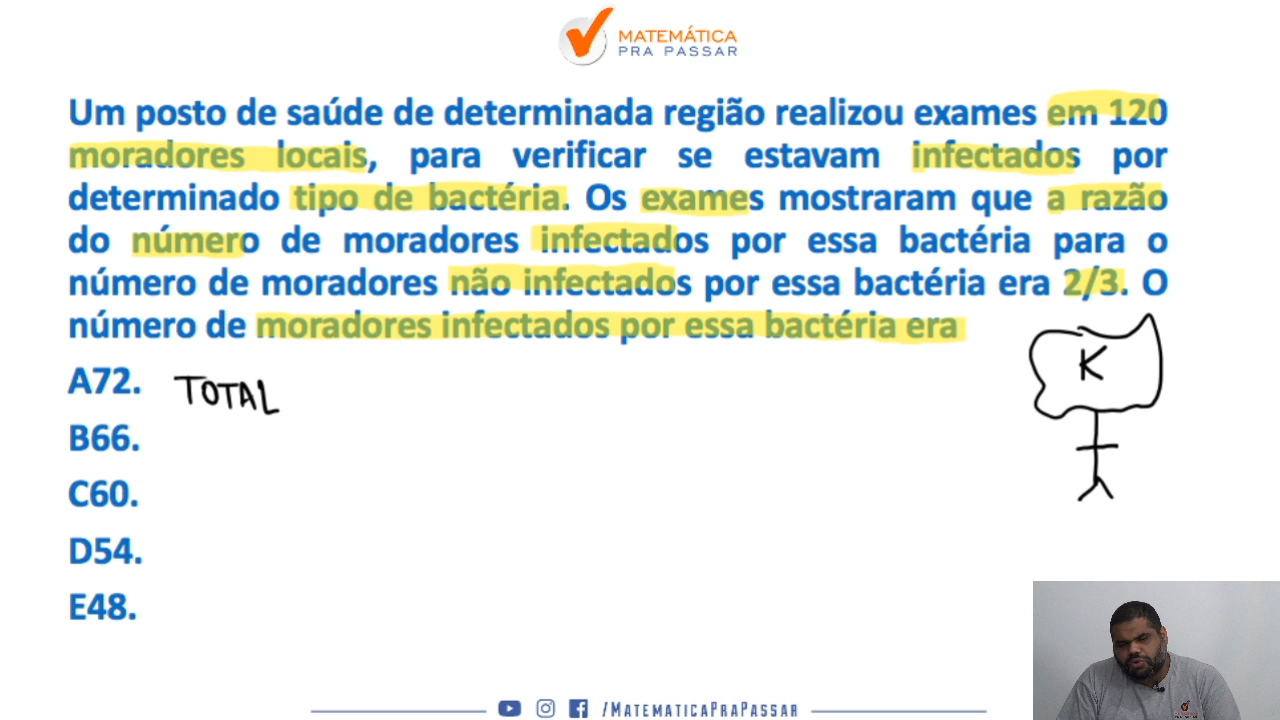 MATEMÁTICA
PRA PASSAR
Um posto de saúde de determinada região realizou exames em 120
moradores locais, para verificar se estavam infectados por
determinado tipo de bactéria. Os exames mostraram que a razão
do número de moradores infectados por essa bactéria para o
número de moradores não infectados por essa bactéria era 2/3. O
número de moradores infectados por essa bactéria era
K
A72. TOTAL
B66.
C60.
D54.
E48.
/MATEMATICAPRAPASSAR